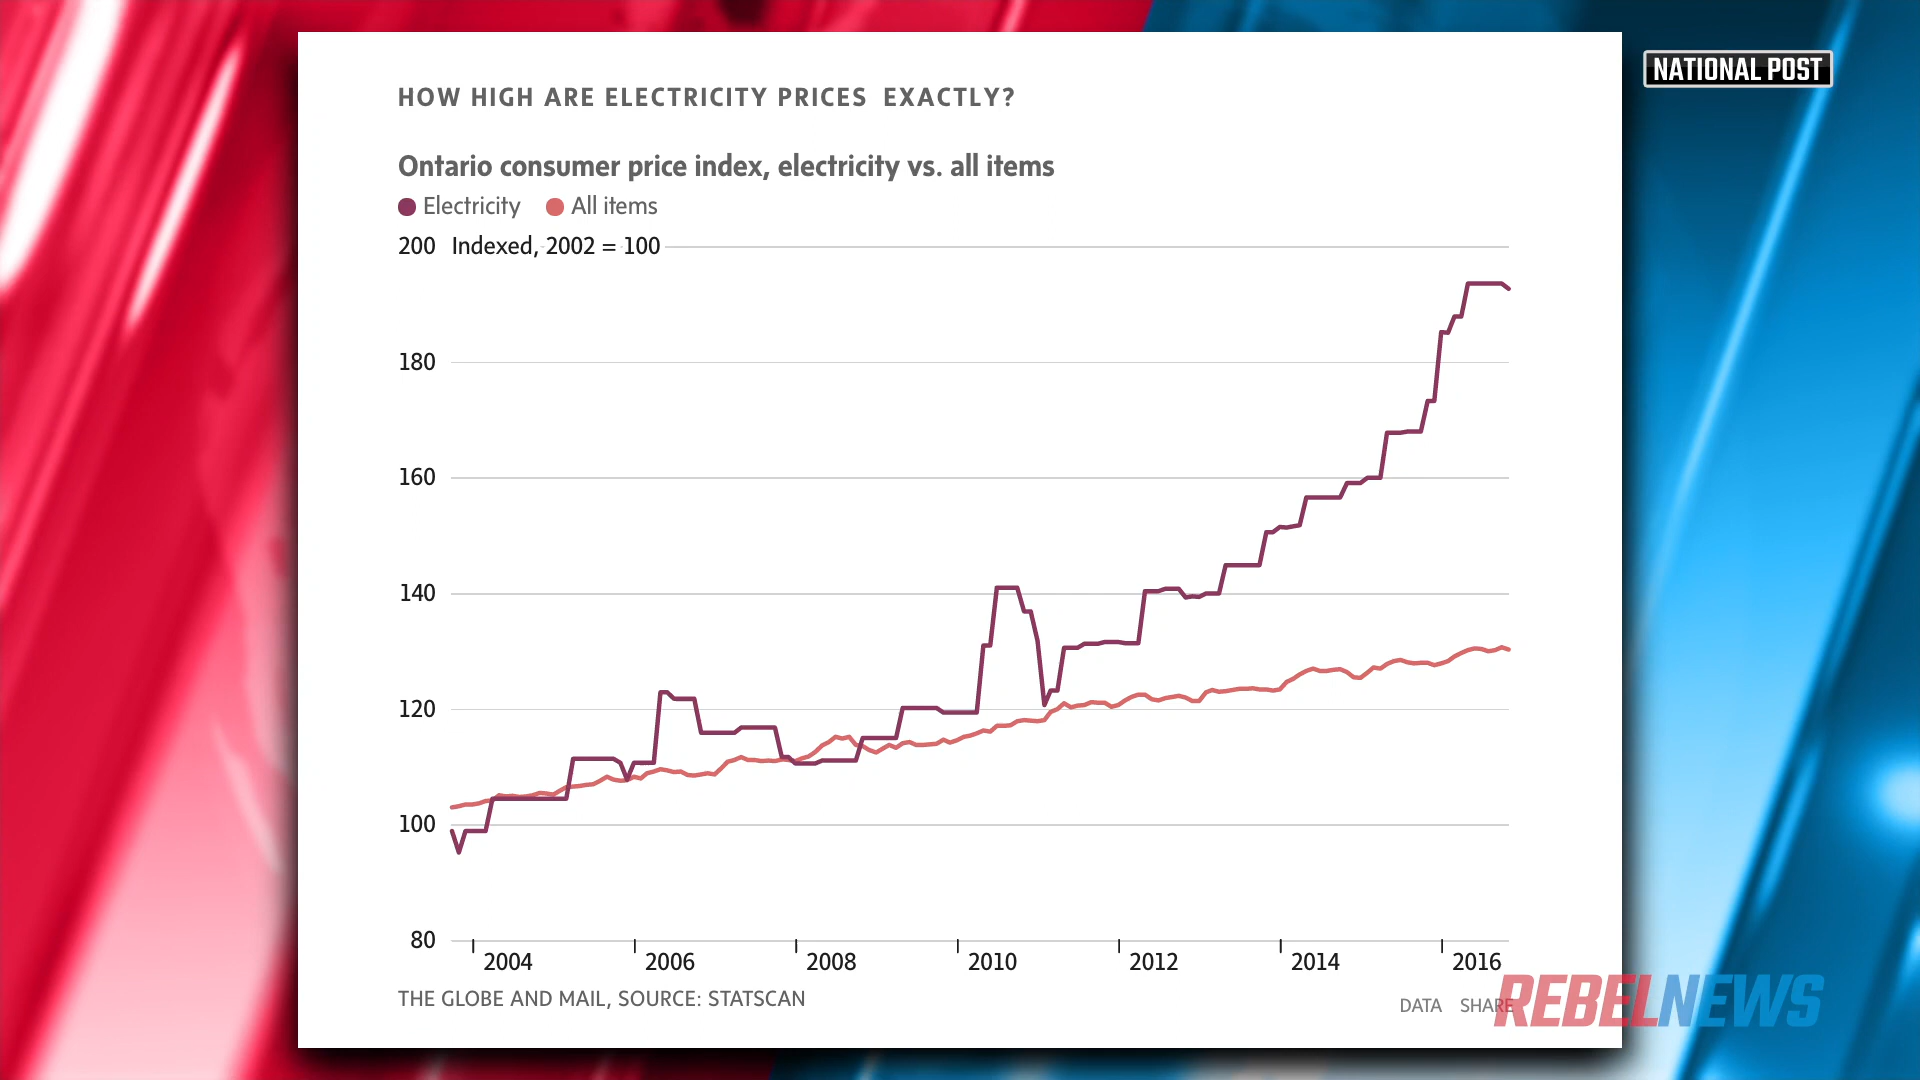 NATIONAL POST
HOW HIGH ARE ELECTRICITY PRICES EXACTLY?
Ontario consumer price index, electricity vs. all items
Electricity All items
200 Indexed, 2002 = 100
180
160
140
120
100
80
2004 2006 2008 2010 2012 2014 2016
THE GLOBE AND MAIL, SOURCE: STATSCAN
DATA SHARE
REBELNEWS